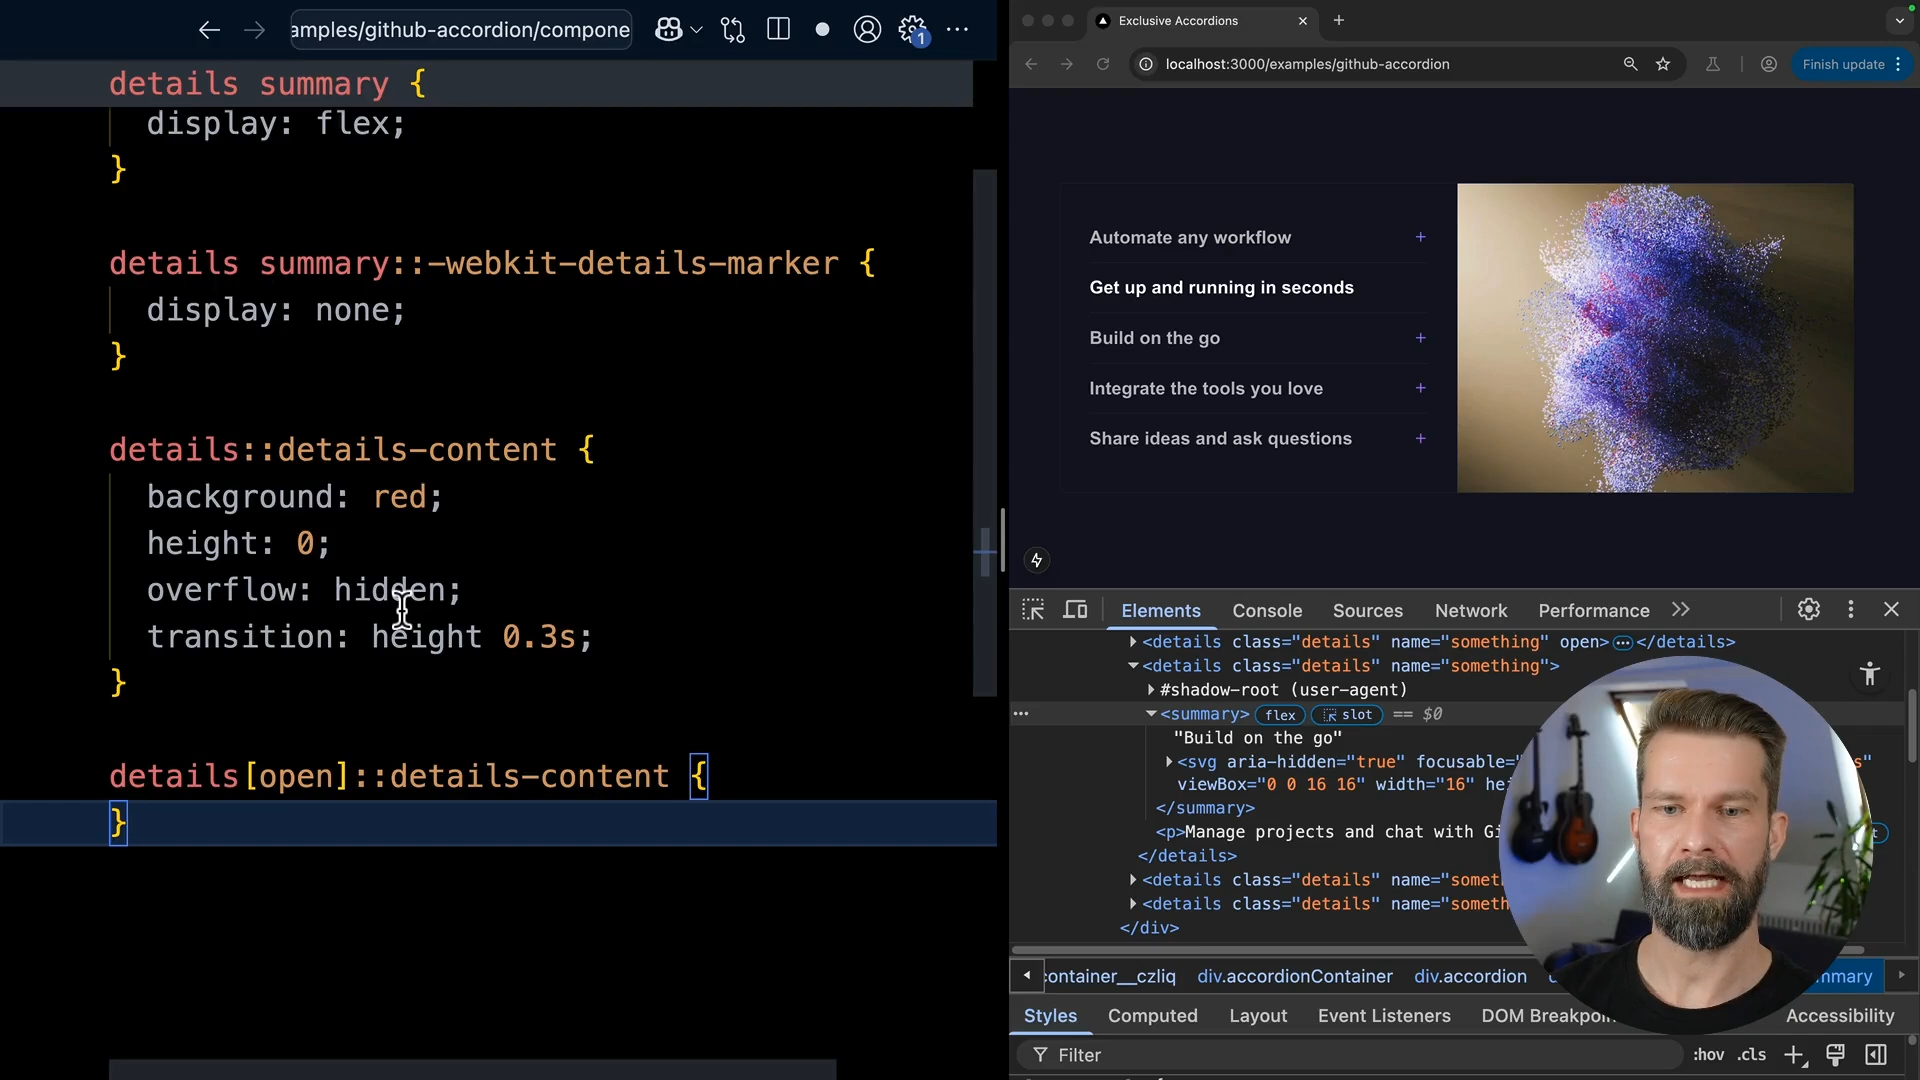 amples/github-accordion/compone
1
details summary {
display: flex;
}
details summary::-webkit-details-marker {
display: none;
}
details::details-content {
background: red;
height: 0;
overflow: hidden;
transition: height 0.3s;
}
details[open]::details-content {
}
Exclusive Accordions
localhost:3000/examples/github-accordion
Finish update
Automate any workflow
Get up and running in seconds
Build on the go
Integrate the tools you love
Share ideas and ask questions
Elements Console Sources Network Performance
<details class="details" name="something" open>…</details>
<details class="details" name="something">
#shadow-root (user-agent)
<summary> flex slot == $0
"Build on the go"
<svg aria-hidden="true" focusable=
viewBox="0 0 16 16" width="16" hei
</summary>
<p>Manage projects and chat with Gi
</details>
<details class="details" name="someth
<details class="details" name="someth
</div>
container__czliq div.accordionContainer div.accordion mmary
Styles Computed Layout Event Listeners DOM Breakpoin Accessibility
Filter :hov .cls